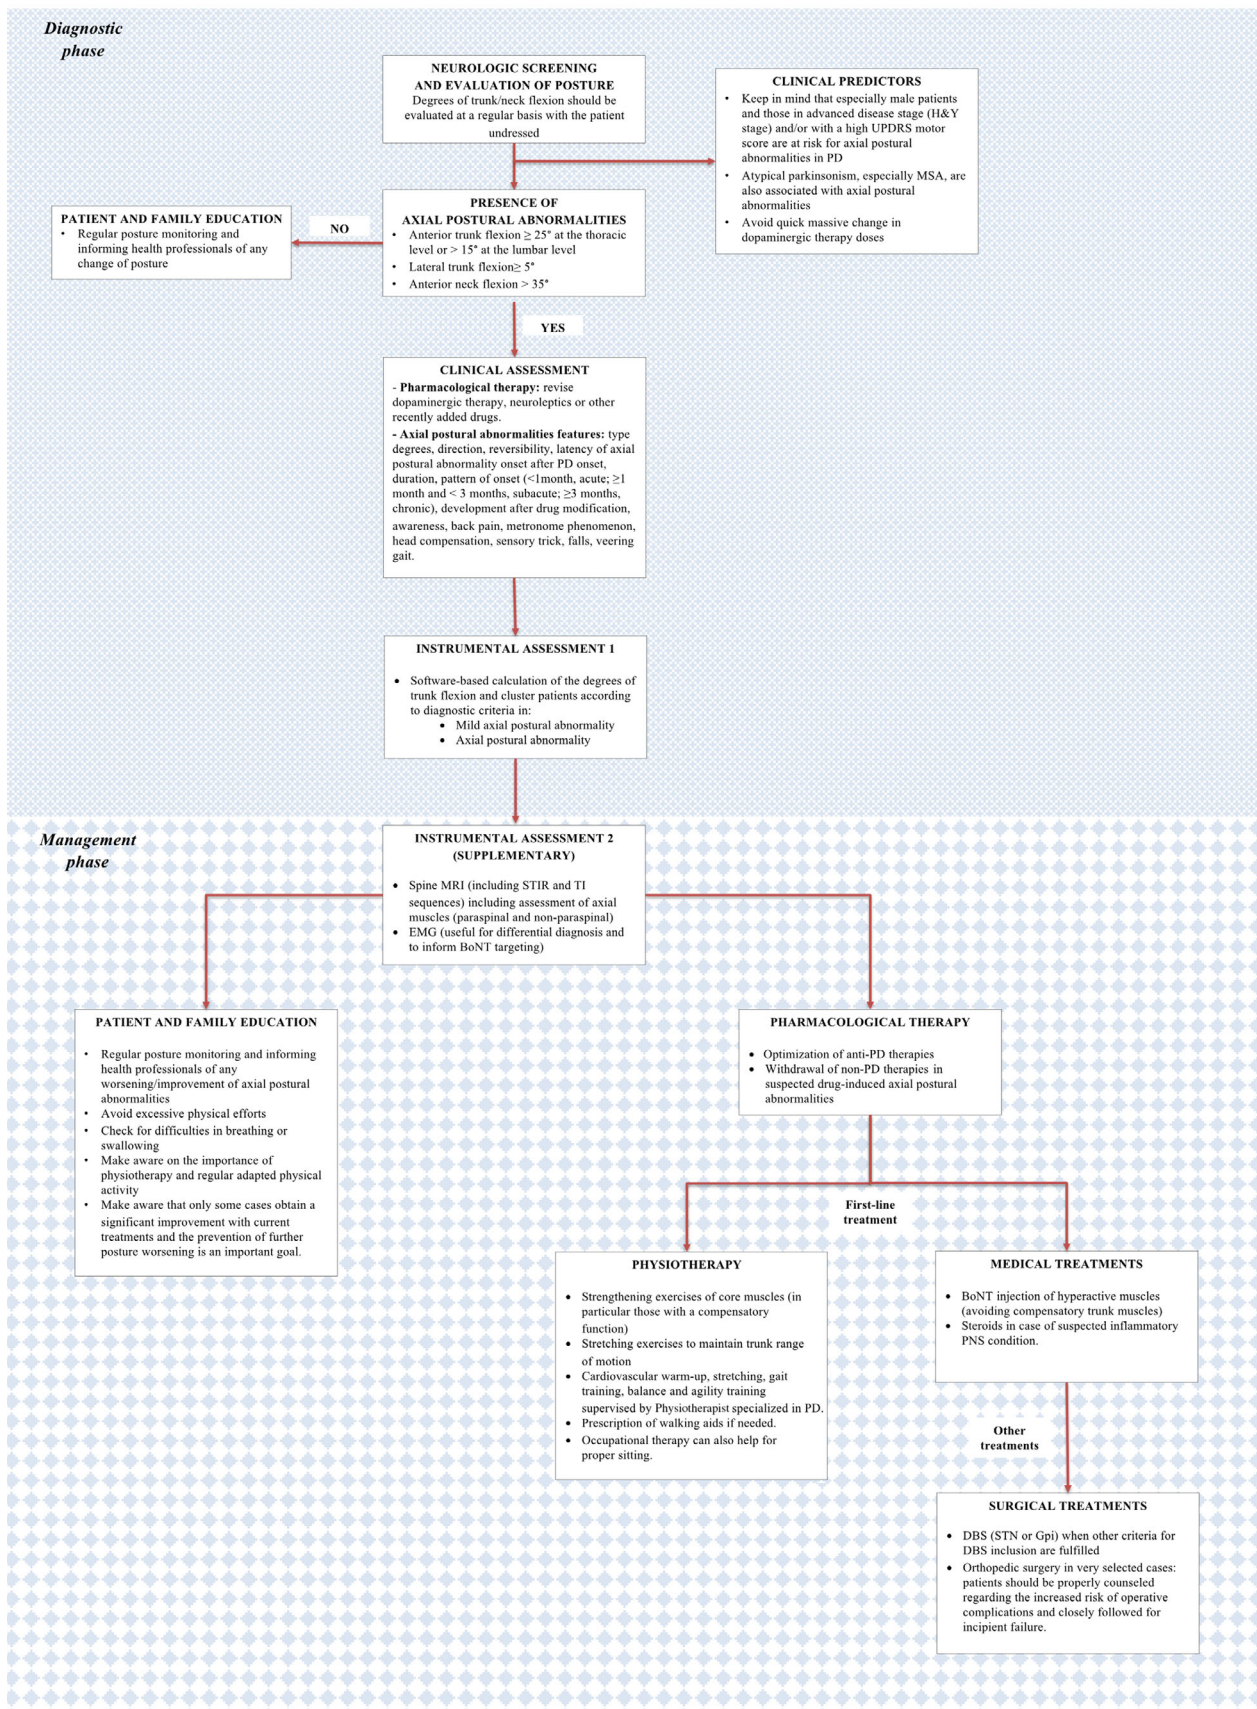 Diagnostic
phase
NEUROLOGIC SCREENING
AND EVALUATION OF POSTURE
Degrees of trunk/neck flexion should be
evaluated at a regular basis with the patient
undressed
CLINICAL PREDICTORS
• Keep in mind that especially male patients
and those in advanced disease stage (H&Y
stage) and/or with a high UPDRS motor
score are at risk for axial postural
abnormalities in PD
• Atypical parkinsonism, especially MSA, are
also associated with axial postural
abnormalities
• Avoid quick massive change in
dopaminergic therapy doses
PRESENCE OF
AXIAL POSTURAL ABNORMALITIES
• Anterior trunk flexion ≥ 25° at the thoracic
level or > 15° at the lumbar level
• Lateral trunk flexion≥ 5°
• Anterior neck flexion > 35°
NO
PATIENT AND FAMILY EDUCATION
• Regular posture monitoring and
informing health professionals of any
change of posture
YES
CLINICAL ASSESSMENT
- Pharmacological therapy: revise
dopaminergic therapy, neuroleptics or other
recently added drugs.
- Axial postural abnormalities features: type
degrees, direction, reversibility, latency of axial
postural abnormality onset after PD onset,
duration, pattern of onset (<1month, acute; ≥1
month and < 3 months, subacute; ≥3 months,
chronic), development after drug modification,
awareness, back pain, metronome phenomenon,
head compensation, sensory trick, falls, veering
gait.
INSTRUMENTAL ASSESSMENT 1
• Software-based calculation of the degrees of
trunk flexion and cluster patients according
to diagnostic criteria in:
• Mild axial postural abnormality
• Axial postural abnormality
Management
phase
INSTRUMENTAL ASSESSMENT 2
(SUPPLEMENTARY)
• Spine MRI (including STIR and TI
sequences) including assessment of axial
muscles (paraspinal and non-paraspinal)
• EMG (useful for differential diagnosis and
to inform BoNT targeting)
PATIENT AND FAMILY EDUCATION
• Regular posture monitoring and informing
health professionals of any
worsening/improvement of axial postural
abnormalities
• Avoid excessive physical efforts
• Check for difficulties in breathing or
swallowing
• Make aware on the importance of
physiotherapy and regular adapted physical
activity
• Make aware that only some cases obtain a
significant improvement with current
treatments and the prevention of further
posture worsening is an important goal.
PHARMACOLOGICAL THERAPY
• Optimization of anti-PD therapies
• Withdrawal of non-PD therapies in
suspected drug-induced axial postural
abnormalities
First-line
treatment
PHYSIOTHERAPY
• Strengthening exercises of core muscles (in
particular those with a compensatory
function)
• Stretching exercises to maintain trunk range
of motion
• Cardiovascular warm-up, stretching, gait
training, balance and agility training
supervised by Physiotherapist specialized in PD.
• Prescription of walking aids if needed.
• Occupational therapy can also help for
proper sitting.
MEDICAL TREATMENTS
• BoNT injection of hyperactive muscles
(avoiding compensatory trunk muscles)
• Steroids in case of suspected inflammatory
PNS condition.
Other
treatments
SURGICAL TREATMENTS
• DBS (STN or Gpi) when other criteria for
DBS inclusion are fulfilled
• Orthopedic surgery in very selected cases:
patients should be properly counseled
regarding the increased risk of operative
complications and closely followed for
incipient failure.